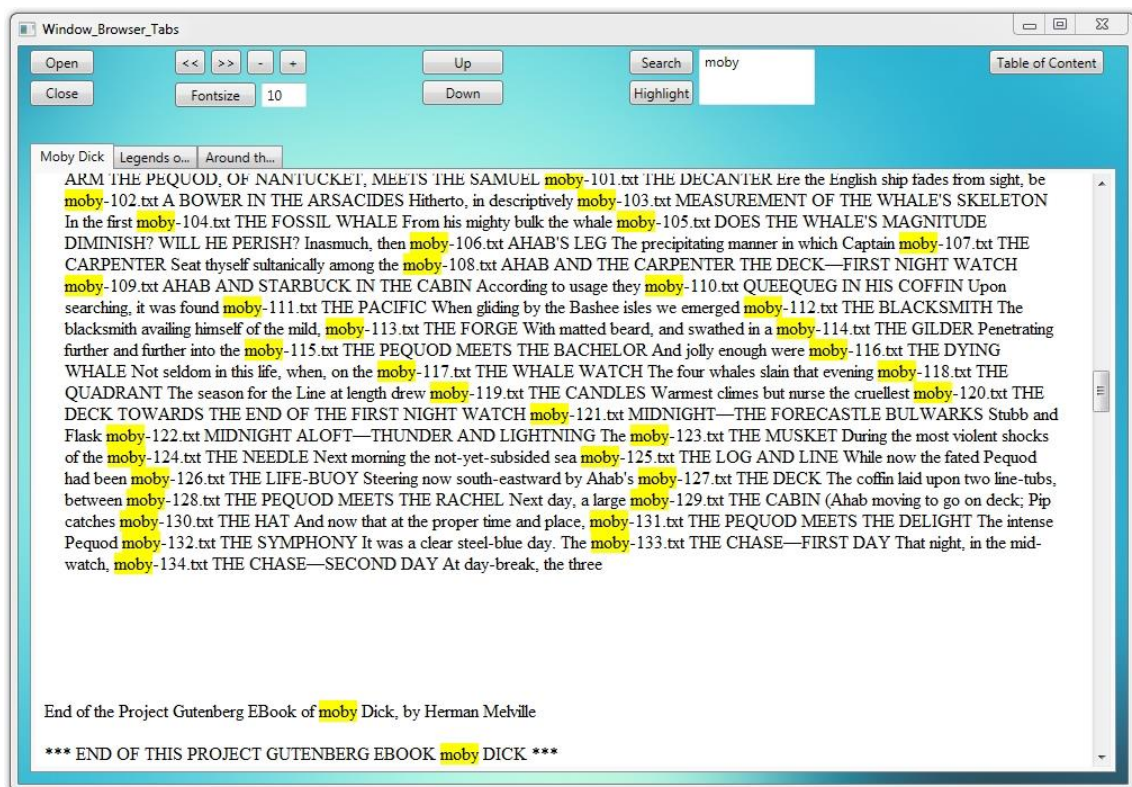 Window_Browser_Tabs
Open << >> - + Up Search moby Table of Content
Close Fontsize 10 Down Highlight
Moby Dick Legends o... Around th...
ARM THE PEQUOD, OF NANTUCKET, MEETS THE SAMUEL moby-101.txt THE DECANTER Ere the English ship fades from sight, be
moby-102.txt A BOWER IN THE ARSACIDES Hitherto, in descriptively moby-103.txt MEASUREMENT OF THE WHALE'S SKELETON
In the first moby-104.txt THE FOSSIL WHALE From his mighty bulk the whale moby-105.txt DOES THE WHALE'S MAGNITUDE
DIMINISH? WILL HE PERISH? Inasmuch, then moby-106.txt AHAB'S LEG The precipitating manner in which Captain moby-107.txt THE
CARPENTER Seat thyself sultanically among the moby-108.txt AHAB AND THE CARPENTER THE DECK—FIRST NIGHT WATCH
moby-109.txt AHAB AND STARBUCK IN THE CABIN According to usage they moby-110.txt QUEEQUEG IN HIS COFFIN Upon
searching, it was found moby-111.txt THE PACIFIC When gliding by the Bashee isles we emerged moby-112.txt THE BLACKSMITH The
blacksmith availing himself of the mild, moby-113.txt THE FORGE With matted beard, and swathed in a moby-114.txt THE GILDER Penetrating
further and further into the moby-115.txt THE PEQUOD MEETS THE BACHELOR And jolly enough were moby-116.txt THE DYING
WHALE Not seldom in this life, when, on the moby-117.txt THE WHALE WATCH The four whales slain that evening moby-118.txt THE
QUADRANT The season for the Line at length drew moby-119.txt THE CANDLES Warmest climes but nurse the cruellest moby-120.txt THE
DECK TOWARDS THE END OF THE FIRST NIGHT WATCH moby-121.txt MIDNIGHT—THE FORECASTLE BULWARKS Stubb and
Flask moby-122.txt MIDNIGHT ALOFT—THUNDER AND LIGHTNING The moby-123.txt THE MUSKET During the most violent shocks
of the moby-124.txt THE NEEDLE Next morning the not-yet-subsided sea moby-125.txt THE LOG AND LINE While now the fated Pequod
had been moby-126.txt THE LIFE-BUOY Steering now south-eastward by Ahab's moby-127.txt THE DECK The coffin laid upon two line-tubs,
between moby-128.txt THE PEQUOD MEETS THE RACHEL Next day, a large moby-129.txt THE CABIN (Ahab moving to go on deck; Pip
catches moby-130.txt THE HAT And now that at the proper time and place, moby-131.txt THE PEQUOD MEETS THE DELIGHT The intense
Pequod moby-132.txt THE SYMPHONY It was a clear steel-blue day. The moby-133.txt THE CHASE—FIRST DAY That night, in the mid-
watch, moby-134.txt THE CHASE—SECOND DAY At day-break, the three
End of the Project Gutenberg EBook of moby Dick, by Herman Melville
*** END OF THIS PROJECT GUTENBERG EBOOK moby DICK ***